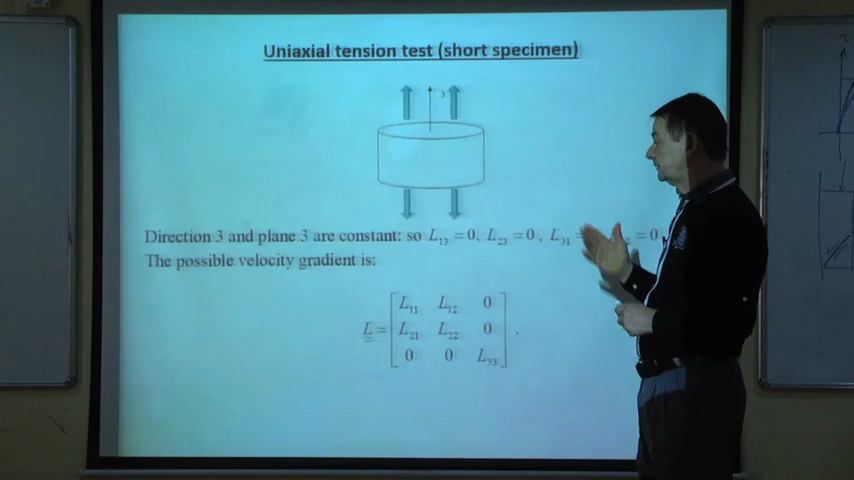 Uniaxial tension test (short specimen)
3
Direction 3 and plane 3 are constant: so L₁₃ = 0, L₂₃ = 0, L₃₁ = 0
The possible velocity gradient is:
L = [ L₁₁ L₁₂ 0
L₂₁ L₂₂ 0
0 0 L₃₃ ] .